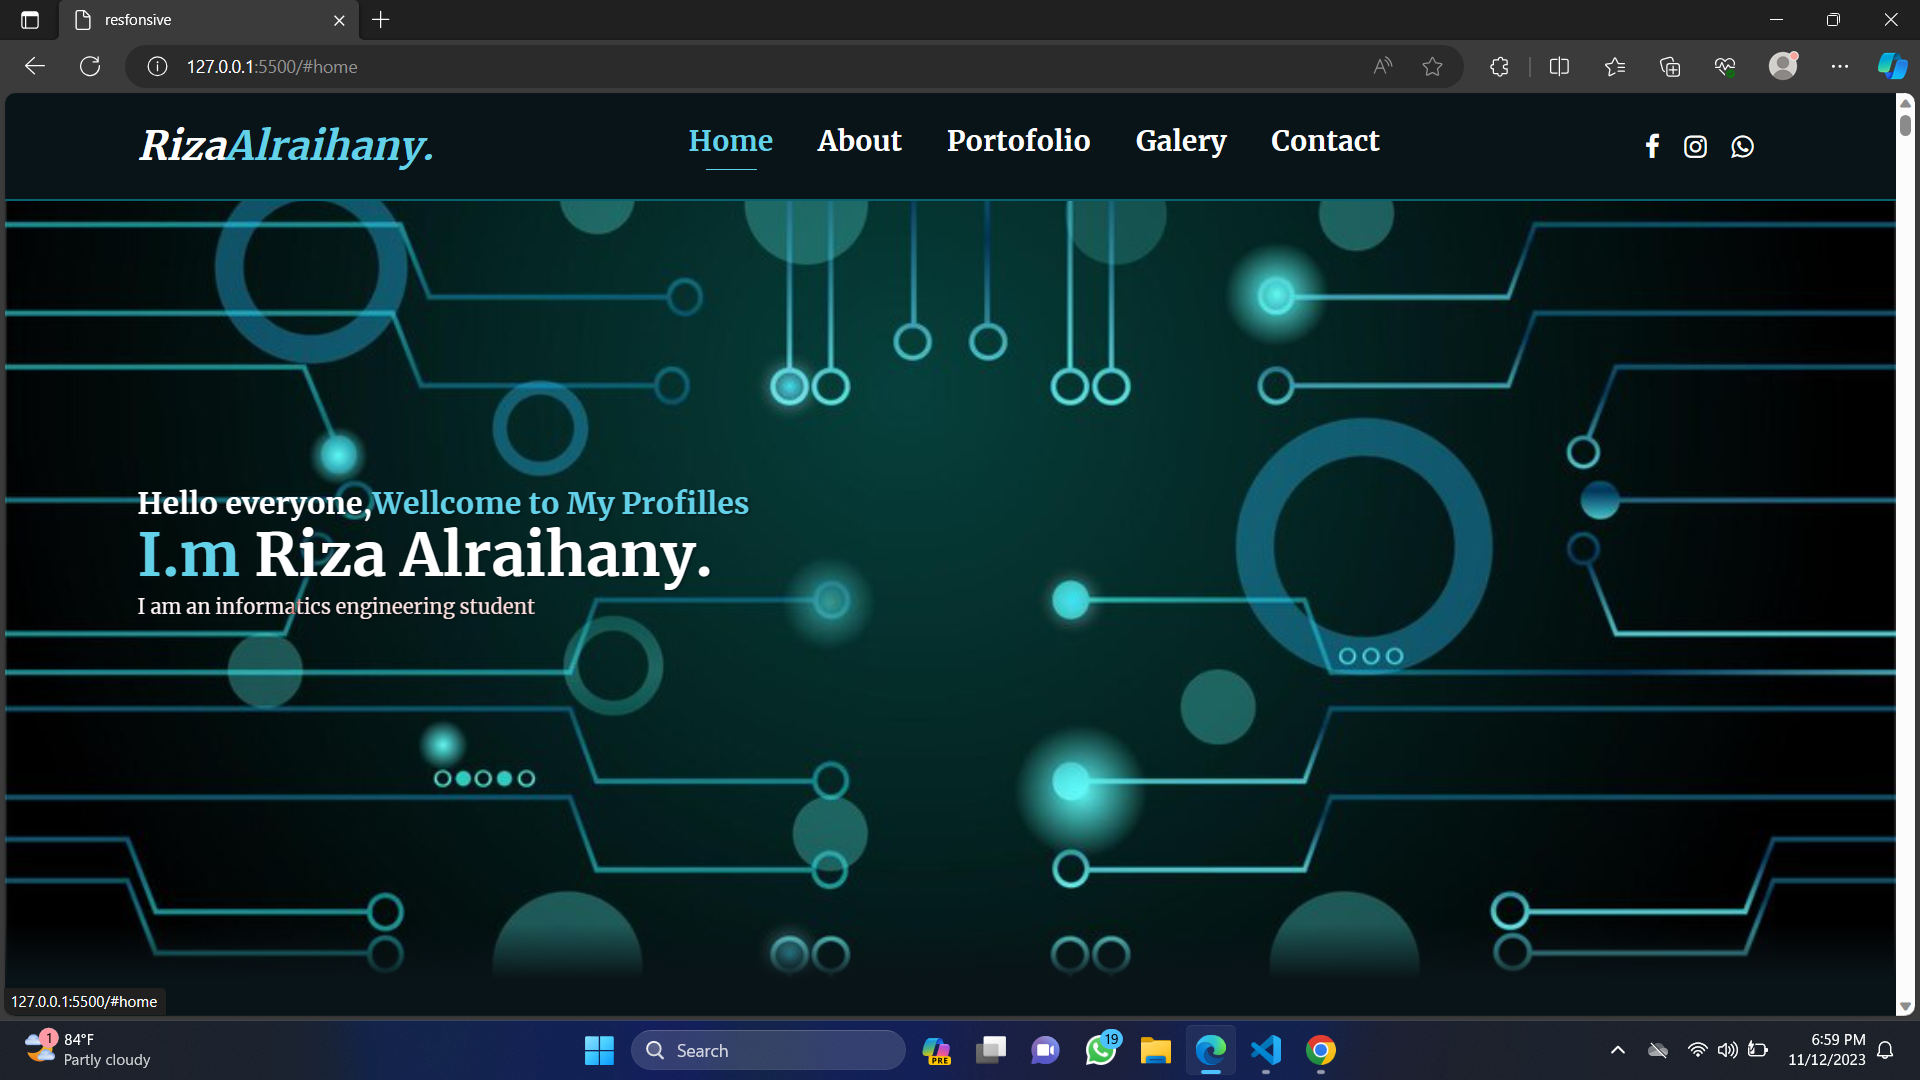 resfonsive
127.0.0.1:5500/#home
RizaAlraihany.
Home About Portofolio Galery Contact
Hello everyone,Wellcome to My Profilles
I.m Riza Alraihany.
I am an informatics engineering student
127.0.0.1:5500/#home
1
84°F
Partly cloudy
Search
PRE
19
6:59 PM
11/12/2023